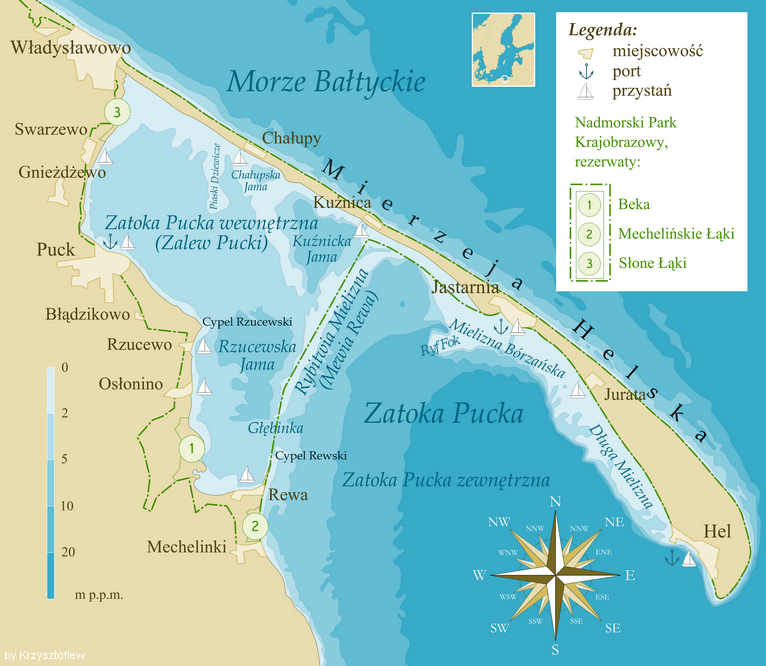 Władysławowo
Morze Bałtyckie
Legenda:
miejscowość
port
przystań
Nadmorski Park
Krajobrazowy,
rezerwaty:
1 Beka
2 Mechelińskie Łąki
3 Słone Łąki
3
Swarzewo
Chałupy
Gnieżdżewo
Piaski Dziewicze
Chałupska
Jama
Mierzeja Helska
Kuźnica
Zatoka Pucka wewnętrzna
(Zalew Pucki)
Kuźnicka
Jama
Puck
Jastarnia
Błądzikowo
Cypel Rzucewski
Rybitwia Mielizna
(Mewia Rewa)
Ryf Fok
Mielizna Bórzańska
Rzucewo
Rzucewska
Jama
Osłonino
Jurata
Zatoka Pucka
Głębinka
Długa Mielizna
1
Cypel Rewski
Zatoka Pucka zewnętrzna
Rewa
2
Mechelinki
Hel
0
2
5
10
20
m p.p.m.
N
NNW
NNE
NW
NE
WNW
ENE
W
E
WSW
ESE
SW
SE
SSW
SSE
S
by Krzysztoflew